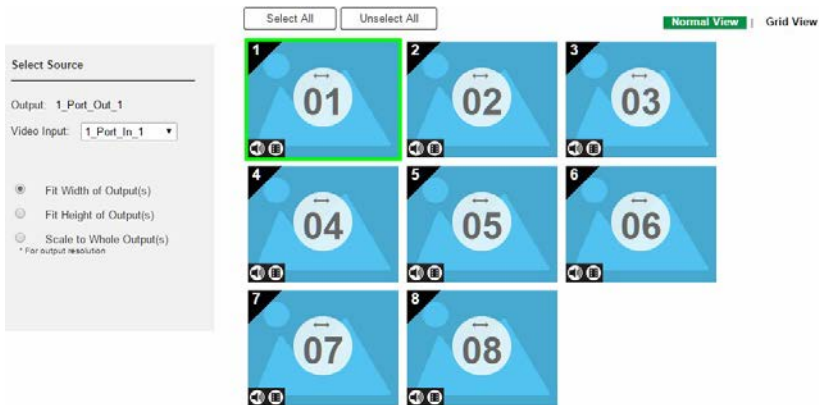 Select All
Unselect All
Normal View | Grid View
Select Source
Output: 1_Port_Out_1
Video Input: 1_Port_In_1
Fit Width of Output(s)
Fit Height of Output(s)
Scale to Whole Output(s)
* For output resolution
1
01
2
02
3
03
4
04
5
05
6
06
7
07
8
08